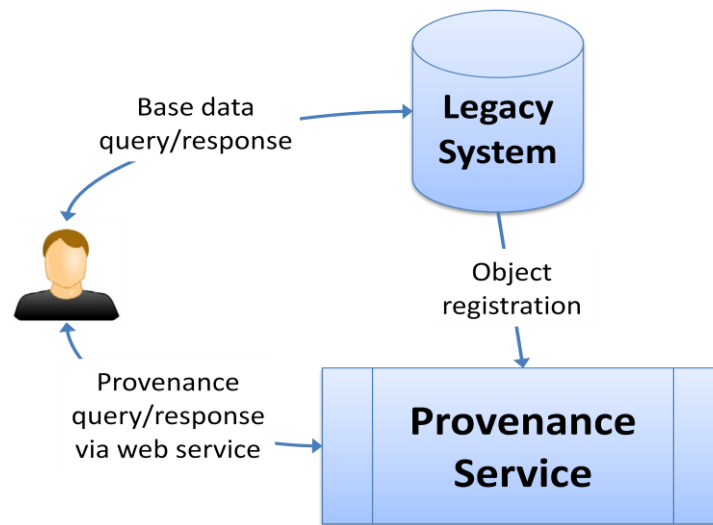 Base data
query/response
Legacy
System
Object
registration
Provenance
query/response
via web service
Provenance
Service